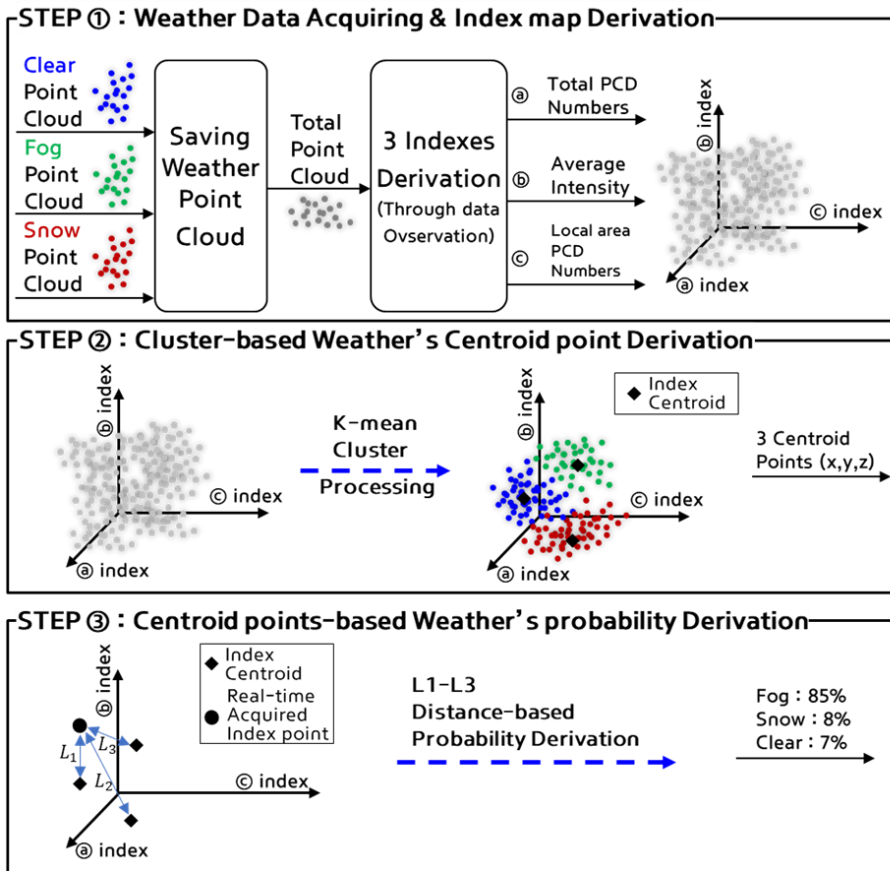 STEP ①: Weather Data Acquiring & Index map Derivation
Clear
Point
Cloud
Fog
Point
Cloud
Snow
Point
Cloud
Saving
Weather
Point
Cloud
Total
Point
Cloud
3 Indexes
Derivation
(Through data
Ovservation)
ⓐ
Total PCD
Numbers
ⓑ
Average
Intensity
ⓒ
Local area
PCD
Numbers
ⓑ index
ⓒ index
ⓐ index
STEP ②: Cluster-based Weather's Centroid point Derivation
ⓑ index
ⓒ index
ⓐ index
K-mean
Cluster
Processing
ⓑ index
ⓒ index
ⓐ index
Index
Centroid
3 Centroid
Points (x,y,z)
STEP ③: Centroid points-based Weather's probability Derivation
ⓑ index
ⓒ index
ⓐ index
L1
L3
L2
Index
Centroid
Real-time
Acquired
Index point
L1-L3
Distance-based
Probability Derivation
Fog : 85%
Snow : 8%
Clear : 7%